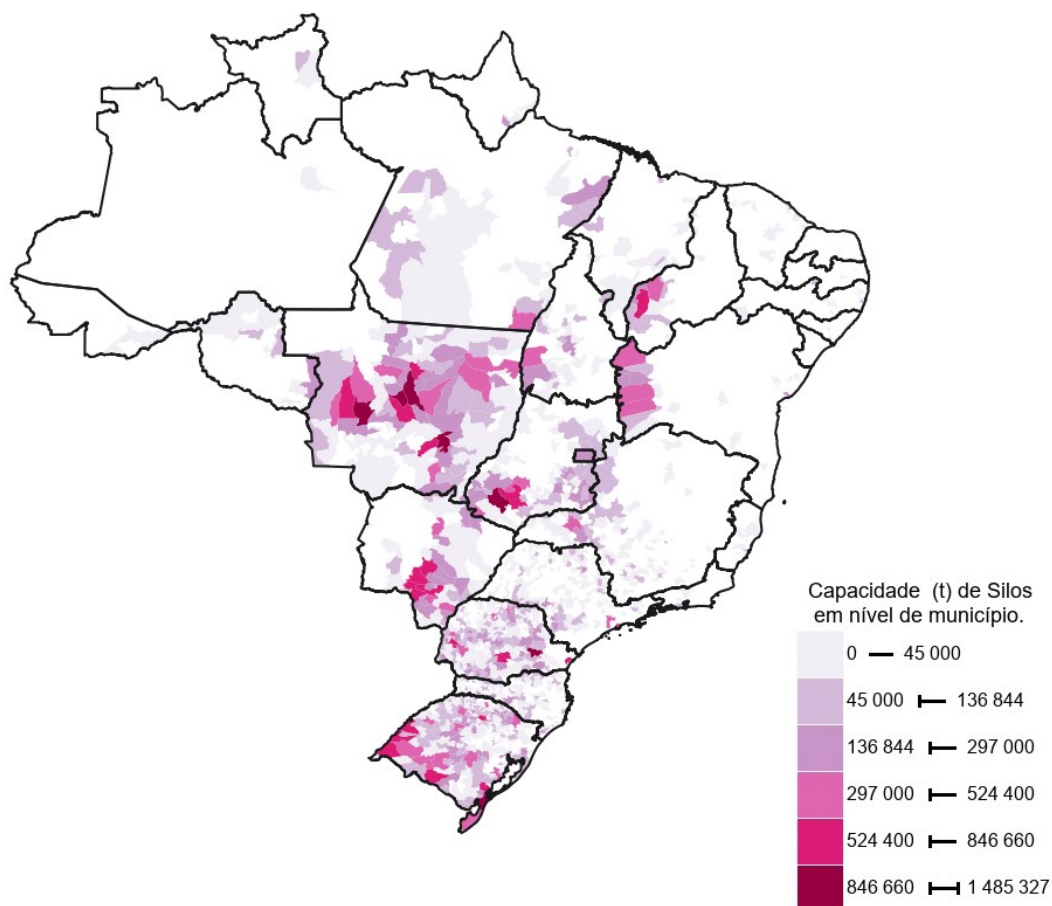 Capacidade (t) de Silos
em nível de município.
0 — 45 000
45 000 ⊢ 136 844
136 844 ⊢ 297 000
297 000 ⊢ 524 400
524 400 ⊢ 846 660
846 660 ⊢⊣ 1 485 327